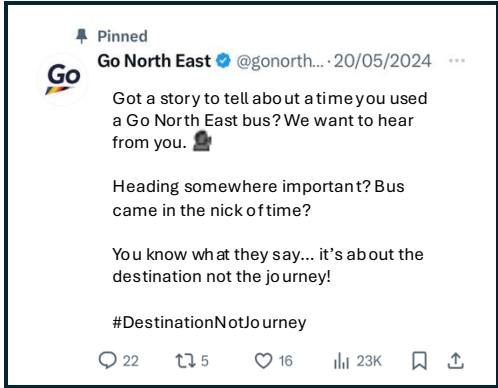 Pinned
Go
Go North East @gonorth... · 20/05/2024 ...
Got a story to tell about a time you used
a Go North East bus? We want to hear
from you.
Heading somewhere important? Bus
came in the nick of time?
You know what they say... it's about the
destination not the journey!
#DestinationNotJourney
22 5 16 23K